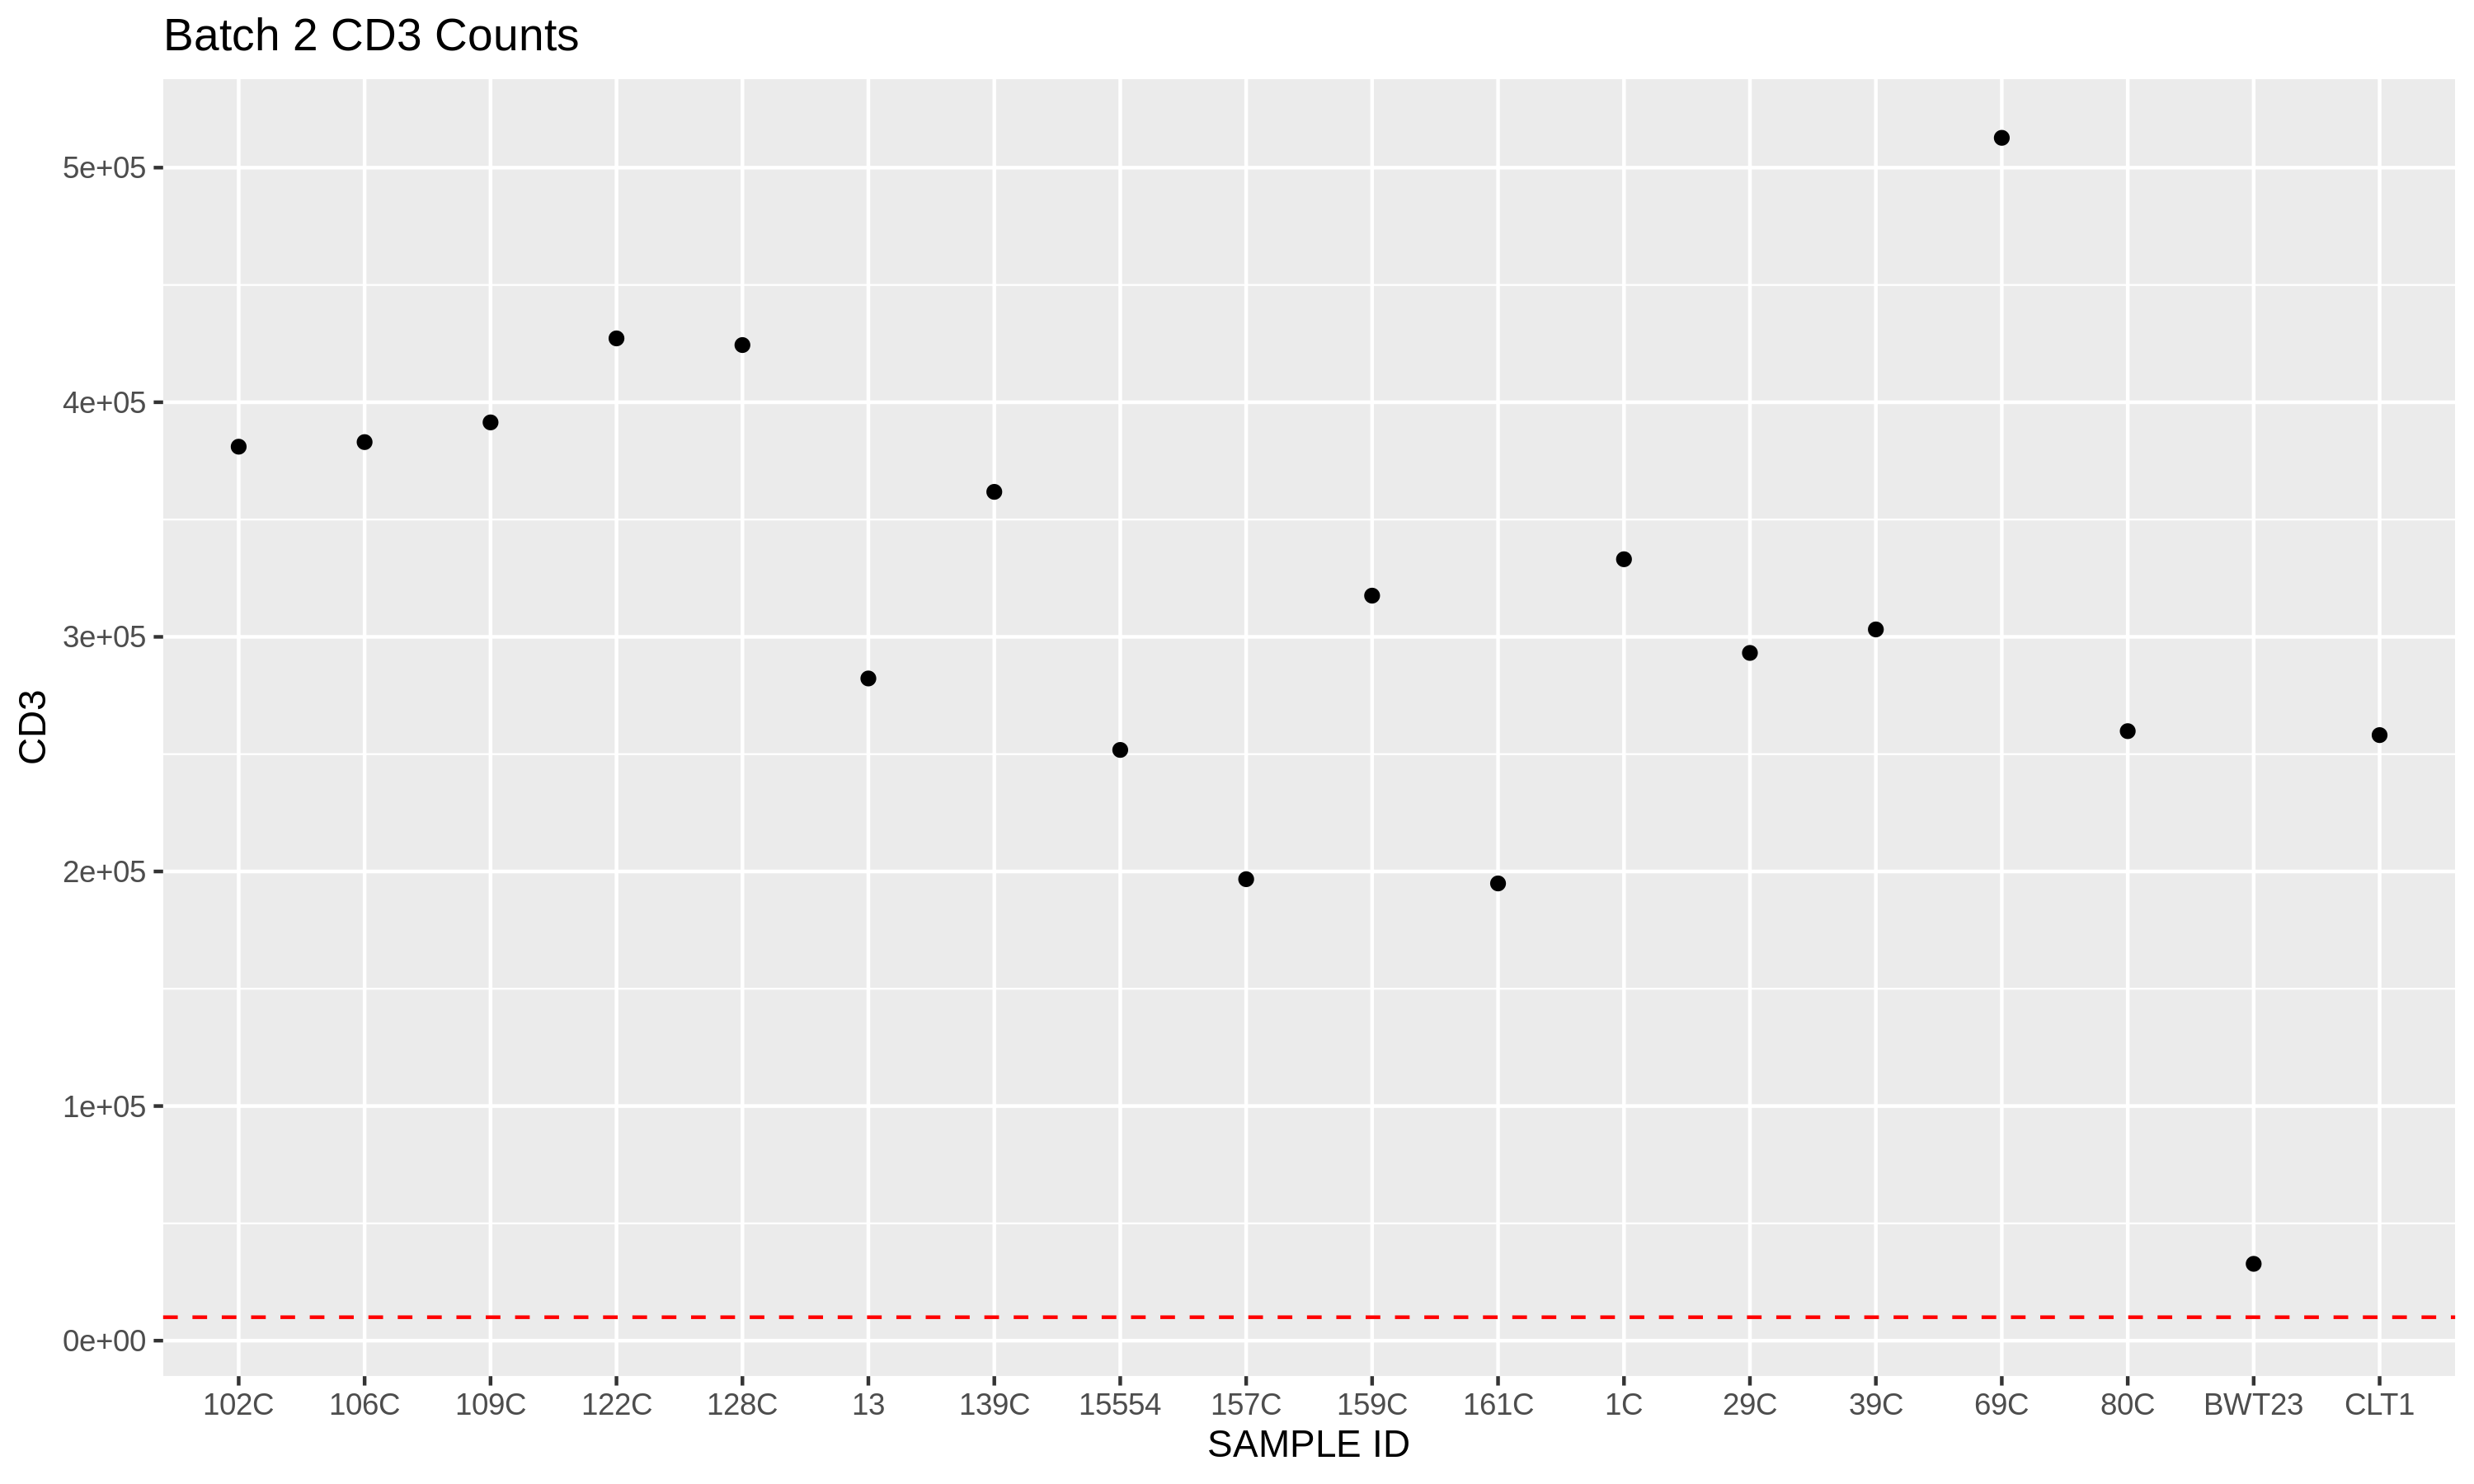 Batch 2 CD3 Counts
5e+05
4e+05
3e+05
2e+05
1e+05
0e+00
CD3
102C 106C 109C 122C 128C 13 139C 15554 157C 159C 161C 1C 29C 39C 69C 80C BWT23 CLT1
SAMPLE ID